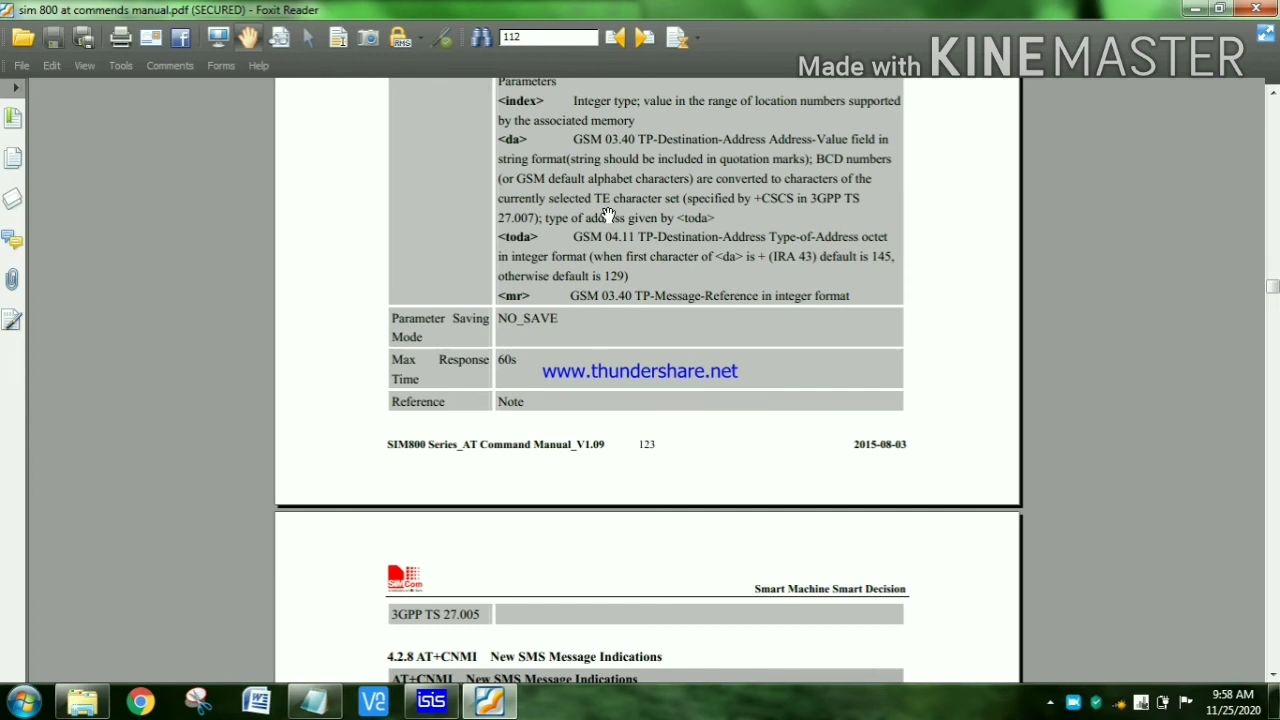 sim 800 at commends manual.pdf (SECURED) - Foxit Reader
112
File Edit View Tools Comments Forms Help
Made with KINEMASTER
Parameters
<index> Integer type; value in the range of location numbers supported
by the associated memory
<da> GSM 03.40 TP-Destination-Address Address-Value field in
string format(string should be included in quotation marks); BCD numbers
(or GSM default alphabet characters) are converted to characters of the
currently selected TE character set (specified by +CSCS in 3GPP TS
27.007); type of address given by <toda>
<toda> GSM 04.11 TP-Destination-Address Type-of-Address octet
in integer format (when first character of <da> is + (IRA 43) default is 145,
otherwise default is 129)
<mr> GSM 03.40 TP-Message-Reference in integer format
Parameter Saving NO_SAVE
Mode
Max Response 60s
Time
www.thundershare.net
Reference Note
SIM800 Series_AT Command Manual_V1.09 123 2015-08-03
SIMCom
Smart Machine Smart Decision
3GPP TS 27.005
4.2.8 AT+CNMI New SMS Message Indications
AT+CNMI New SMS Message Indications
isis
9:58 AM
11/25/2020